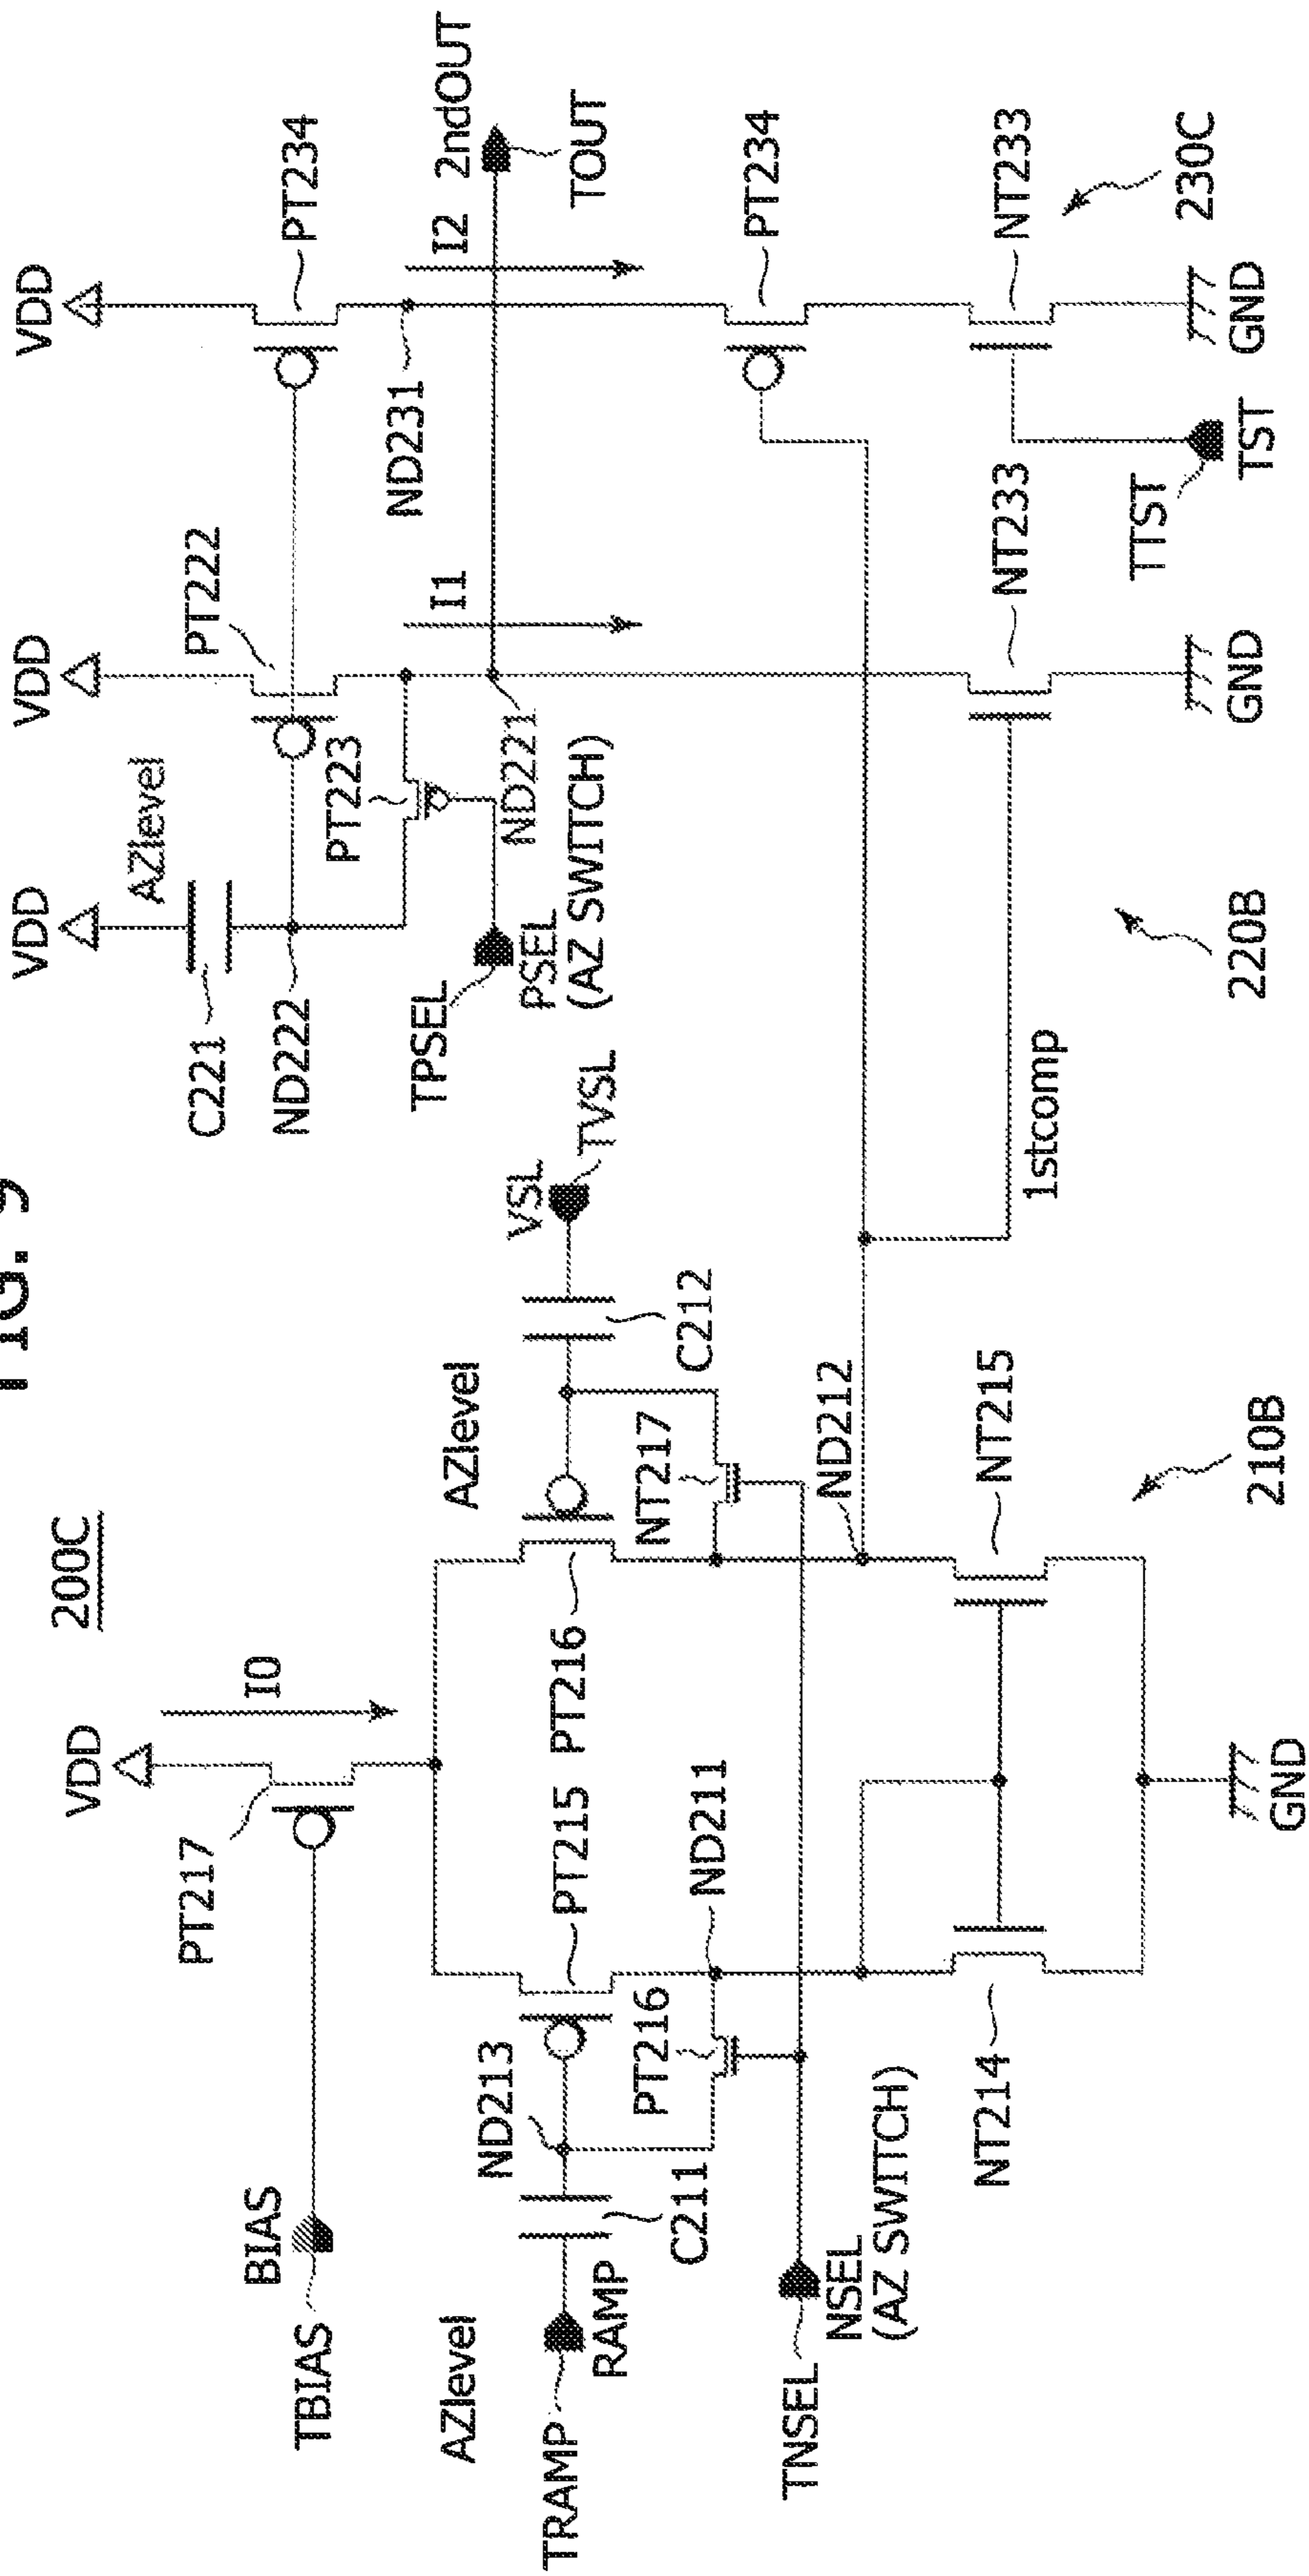 FIG. 9
200C
VDD
I0
PT217
BIAS
TBIAS
AZlevel
TRAMP
RAMP
C211
ND213
PT215
PT216
AZlevel
VSL
TVSL
C212
PT216
ND211
NT217
ND212
TNSEL
NSEL
(AZ SWITCH)
NT214
NT215
GND
210B
VDD
AZlevel
C221
ND222
VDD
PT222
PT223
TPSEL
PSEL
(AZ SWITCH)
ND221
I1
1stcomp
NT233
GND
220B
VDD
PT234
ND231
I2
2ndOUT
TOUT
PT234
NT233
TTST
TST
GND
230C